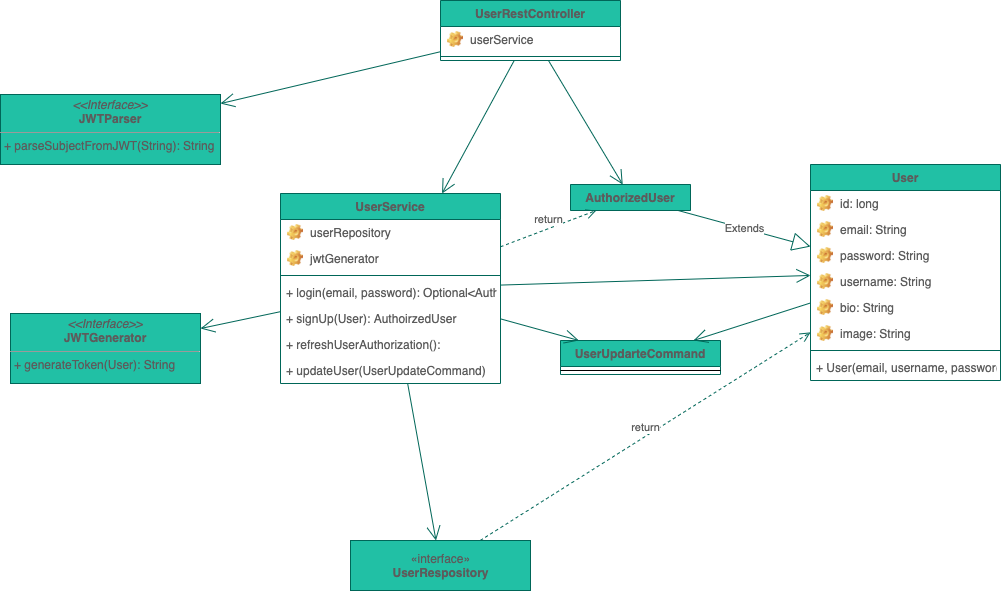 UserRestController
userService
<<Interface>>
JWTParser
+ parseSubjectFromJWT(String): String
UserService
userRepository
jwtGenerator
+ login(email, password): Optional<Auth
+ signUp(User): AuthoirzedUser
+ refreshUserAuthorization():
+ updateUser(UserUpdateCommand)
return
AuthorizedUser
Extends
User
id: long
email: String
password: String
username: String
bio: String
image: String
+ User(email, username, passwor
<<Interface>>
JWTGenerator
+ generateToken(User): String
UserUpdarteCommand
return
«interface»
UserRespository